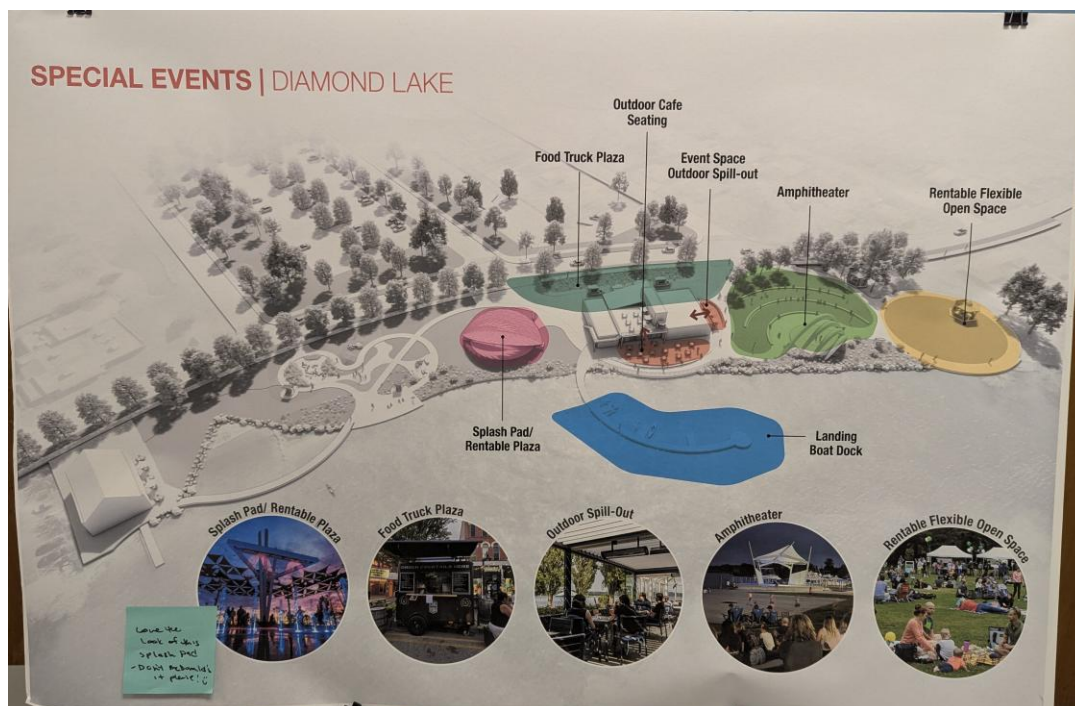 SPECIAL EVENTS | DIAMOND LAKE
Outdoor Cafe
Seating
Food Truck Plaza
Event Space
Outdoor Spill-out
Amphitheater
Rentable Flexible
Open Space
Splash Pad/
Rentable Plaza
Landing
Boat Dock
Splash Pad/ Rentable Plaza
Food Truck Plaza
Outdoor Spill-Out
Amphitheater
Rentable Flexible Open Space
Love the
look of this
splash pad
- Don't McDonald's
it please!